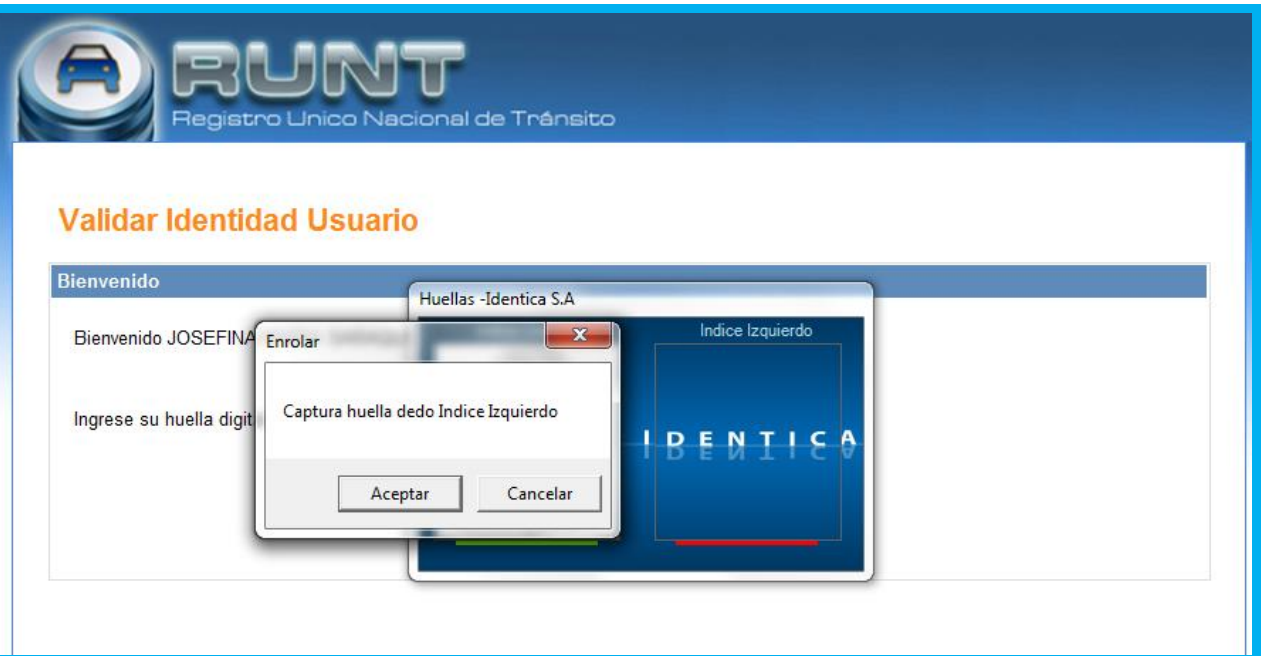 RUNT
Registro Unico Nacional de Trânsito
Validar Identidad Usuario
Bienvenido
Huellas -Identica S.A
Bienvenido JOSEFINA
Enrolar
Indice Izquierdo
Captura huella dedo Indice Izquierdo
Ingrese su huella digit
IDENTICA
Aceptar
Cancelar